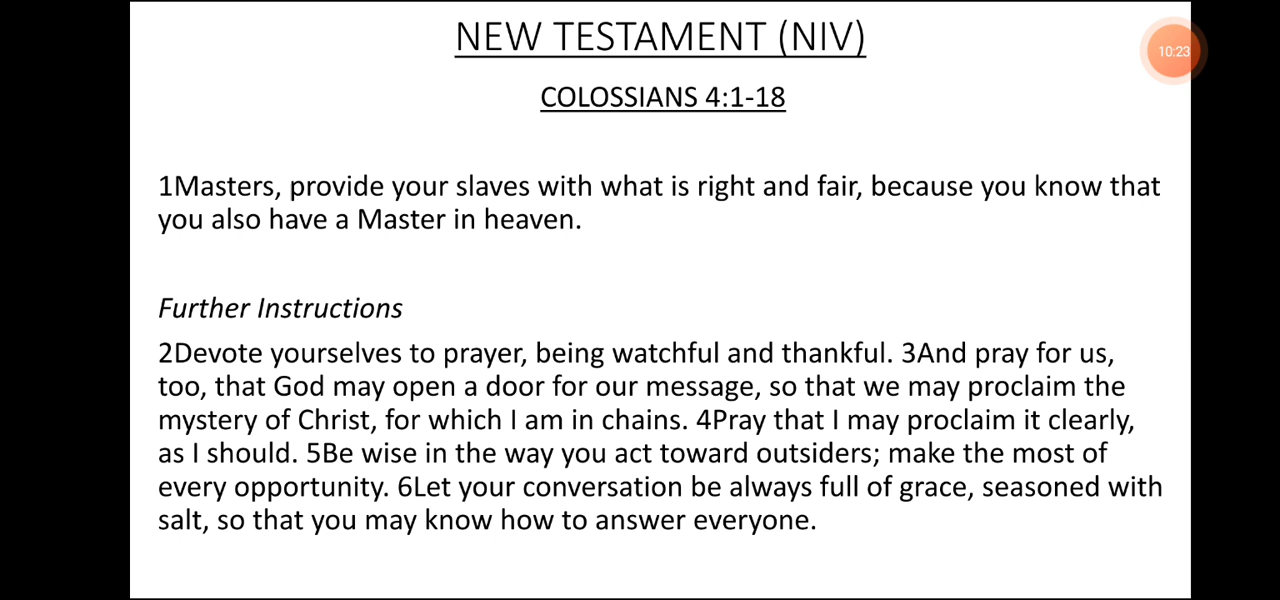 NEW TESTAMENT (NIV)
10:23
COLOSSIANS 4:1-18
1Masters, provide your slaves with what is right and fair, because you know that
you also have a Master in heaven.
Further Instructions
2Devote yourselves to prayer, being watchful and thankful. 3And pray for us,
too, that God may open a door for our message, so that we may proclaim the
mystery of Christ, for which I am in chains. 4Pray that I may proclaim it clearly,
as I should. 5Be wise in the way you act toward outsiders; make the most of
every opportunity. 6Let your conversation be always full of grace, seasoned with
salt, so that you may know how to answer everyone.